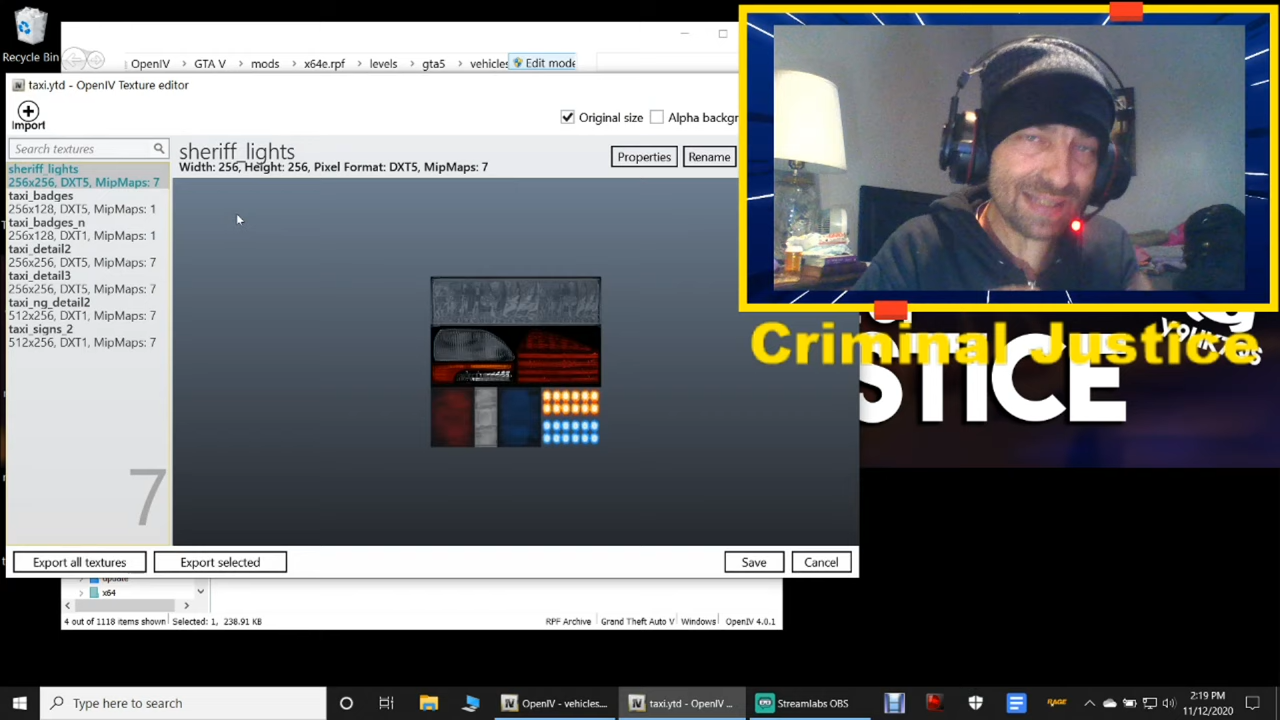 Recycle Bin
OpenIV GTA V mods x64e.rpf levels gta5 vehicles Edit mode
taxi.ytd - OpenIV Texture editor
Import
Original size
Alpha backgr
Search textures
sheriff_lights
Width: 256, Height: 256, Pixel Format: DXT5, MipMaps: 7
Properties
Rename
sheriff_lights
256x256, DXT5, MipMaps: 7
taxi_badges
256x128, DXT5, MipMaps: 1
taxi_badges_n
256x128, DXT1, MipMaps: 1
taxi_detail2
256x256, DXT5, MipMaps: 7
taxi_detail3
256x256, DXT5, MipMaps: 7
taxi_ng_detail2
512x256, DXT1, MipMaps: 7
taxi_signs_2
512x256, DXT1, MipMaps: 7
7
Export all textures
Export selected
Save
Cancel
Criminal Justice
STICE
update
x64
4 out of 1118 items shown
Selected: 1, 238.91 KB
RPF Archive
Grand Theft Auto V
Windows
OpenIV 4.0.1
Type here to search
OpenIV - vehicles....
taxi.ytd - OpenIV ...
Streamlabs OBS
RAGE
2:19 PM
11/12/2020